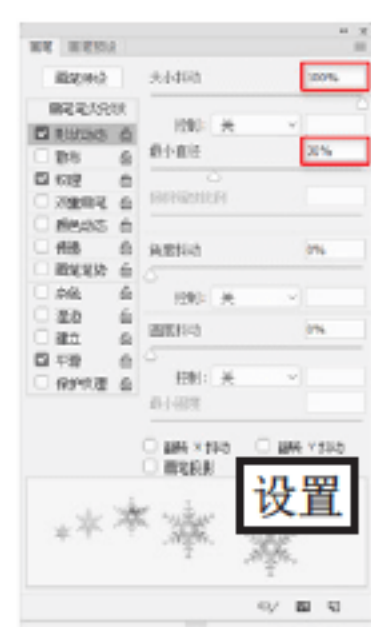 画笔 画笔预设
画笔预设 大小抖动 100%
画笔笔尖形状
控制: 关
形状动态
散布 最小直径
纹理
双重画笔
颜色动态
传递 角度抖动 0%
画笔笔势
杂色 控制: 关
湿边
建立 圆度抖动 0%
平滑
保护纹理 控制: 关
最小圆度
翻转 X 抖动 翻转 Y 抖动
画笔投影
设置